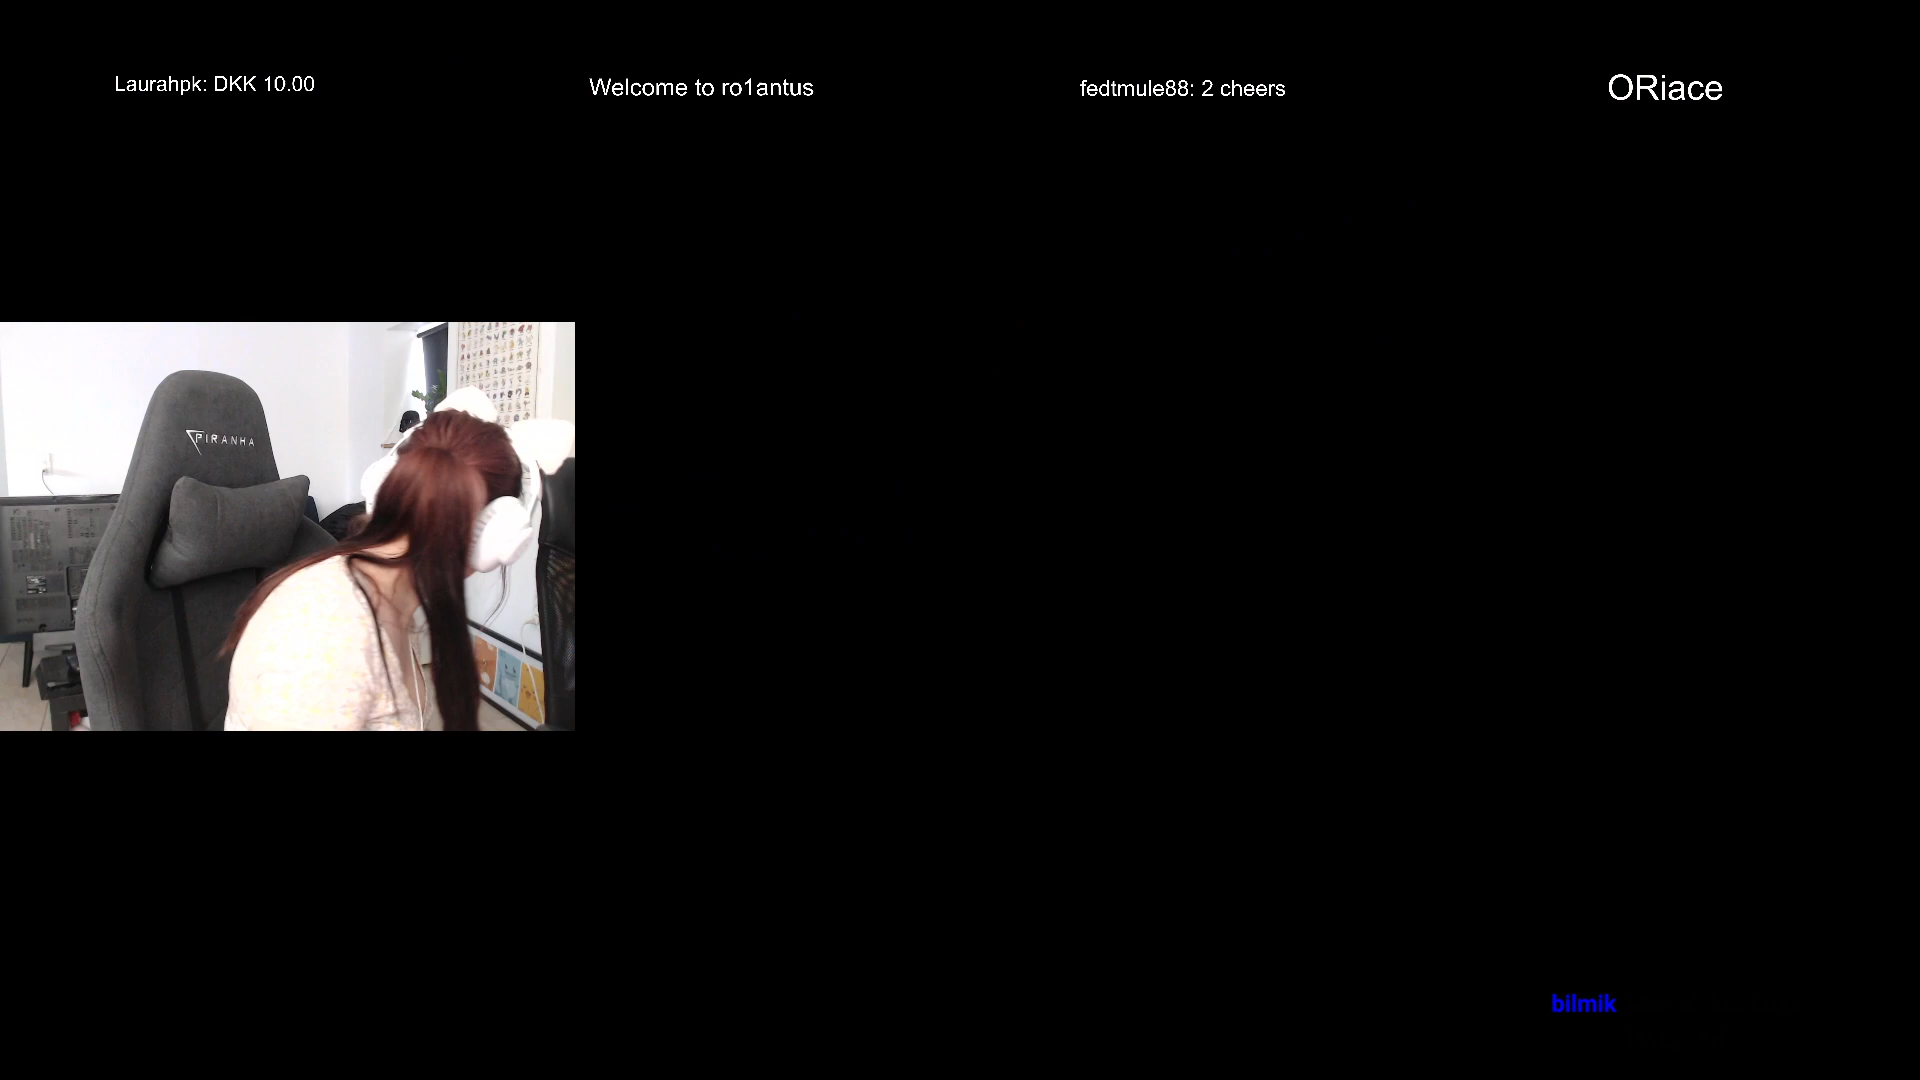 Laurahpk: DKK 10.00
Welcome to ro1antus
fedtmule88: 2 cheers
ORiace
PIRANHA
bilmik